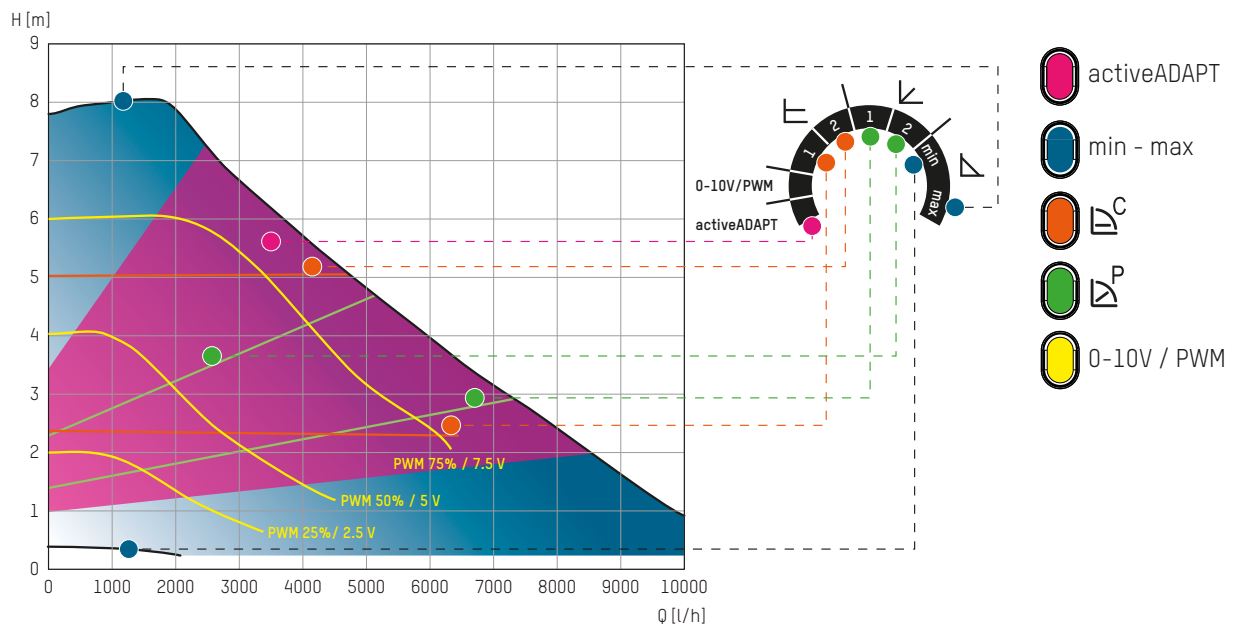 H [m]
9
8
7
6
5
4
3
2
1
0
0 1000 2000 3000 4000 5000 6000 7000 8000 9000 10000
Q [l/h]
PWM 75% / 7.5 V
PWM 50% / 5 V
PWM 25% / 2.5 V
0-10V/PWM
activeADAPT
1
2
1
2
min
max
activeADAPT
min - max
C
P
0-10V / PWM